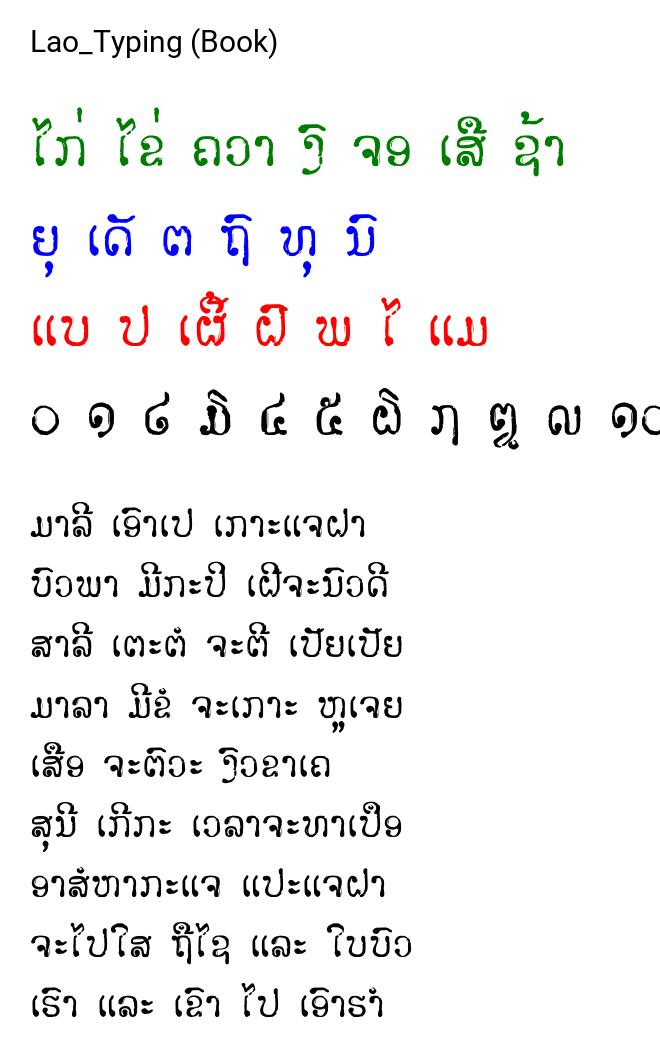 Lao_Typing (Book)
ໄກ່ ໄຂ່ ຄວາ ງົ ຈອ ເສື ຊ້າ
ຍຸ ເດັ ຕ ຖົ ທຸ ນົ
ແບ ປ ເຜີ້ ຝົ ພ ໄ ແມ
໐ ໑ ໒ ໔ ໕ ໑໐
ມາລີ ເອົາເປ ເກາະແຈຝາ
ບົວພາ ມີກະປິ ເຝີຈະນົວດີ
ສາລີ ເຕະຕໍ ຈະຕີ ເປັຍເປັຍ
ມາລາ ມີຂໍ ຈະເກາະ ຫູເຈຍ
ເສືອ ຈະຕົວະ ງົວຂາເຄ
ສຸນີ ເກີກະ ເວລາຈະທາເປືອ
ອາສໍຫາກະແຈ ແປະແຈຝາ
ຈະໄປໃສ ຖືໄຊ ແລະ ໃບບົວ
ເຮົາ ແລະ ເຂົາ ໄປ ເອົາຮາໍ